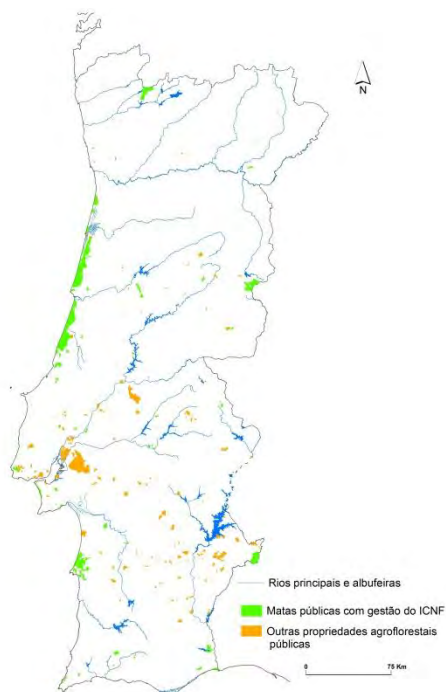 N
Rios principais e albufeiras
Matas públicas com gestão do ICNF
Outras propriedades agroflorestais
públicas
0 75 Km